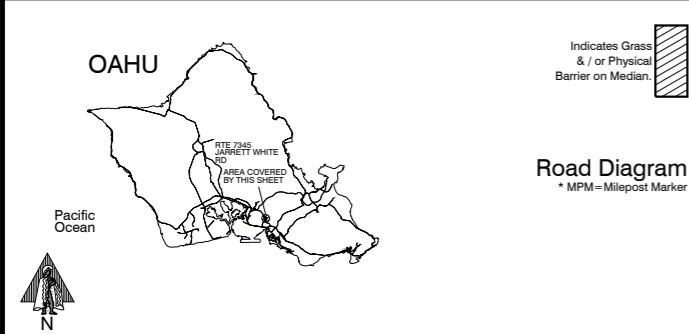 OAHU
RTE 7345
JARRETT WHITE
RD
AREA COVERED
BY THIS SHEET
Pacific
Ocean
N
Indicates Grass
& / or Physical
Barrier on Median.
Road Diagram
* MPM=Milepost Marker